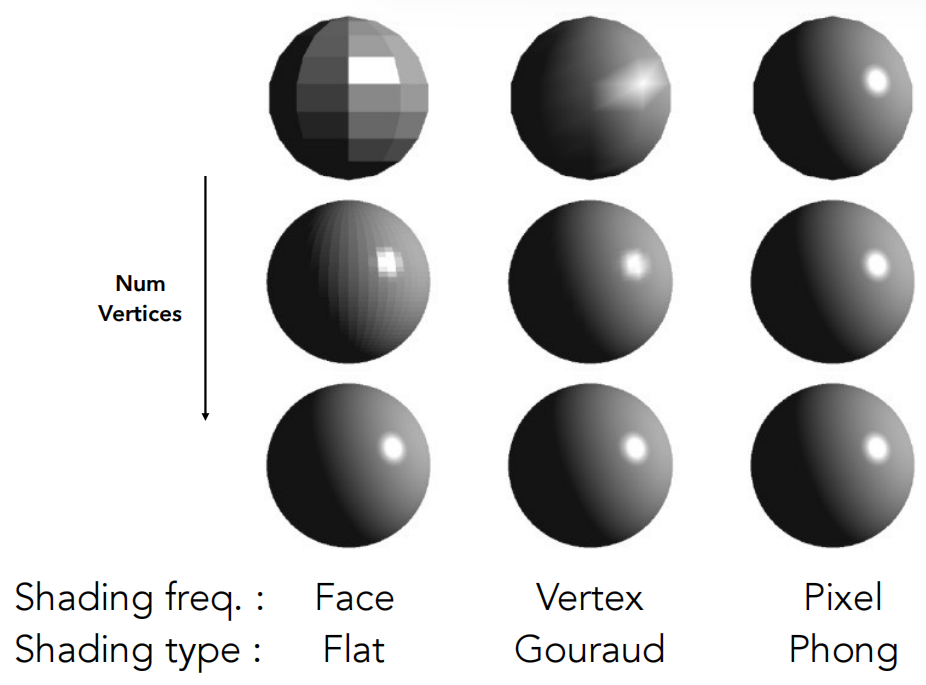 Num
Vertices
Shading freq. : Face Vertex Pixel
Shading type : Flat Gouraud Phong